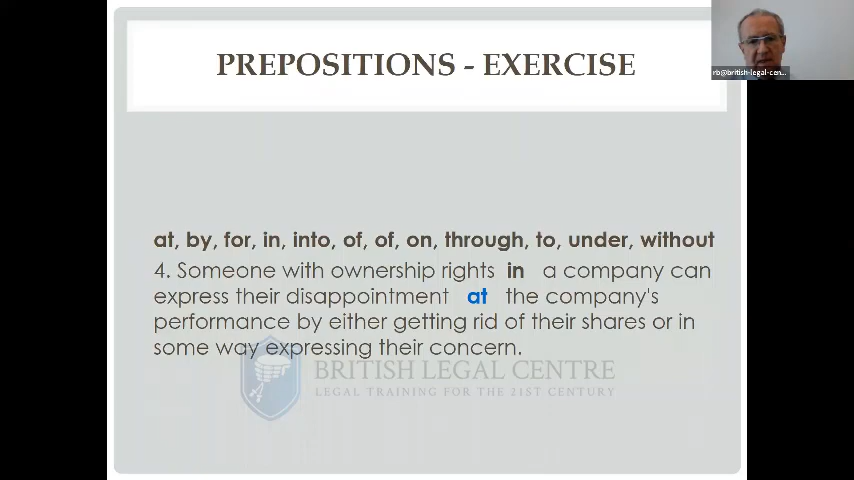 PREPOSITIONS - EXERCISE
rb@british-legal-cen...
at, by, for, in, into, of, of, on, through, to, under, without
4. Someone with ownership rights in a company can
express their disappointment at the company's
performance by either getting rid of their shares or in
some way expressing their concern.
BRITISH LEGAL CENTRE
LEGAL TRAINING FOR THE 21ST CENTURY